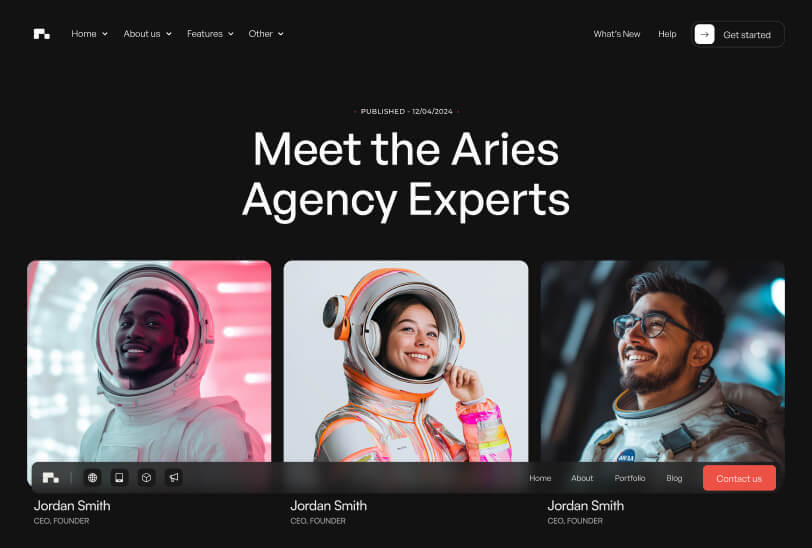 Home
About us
Features
Other
What's New
Help
Get started
PUBLISHED - 12/04/2024
Meet the Aries
Agency Experts
Home
About
Portfolio
Blog
Contact us
Jordan Smith
CEO, FOUNDER
Jordan Smith
CEO, FOUNDER
Jordan Smith
CEO, FOUNDER